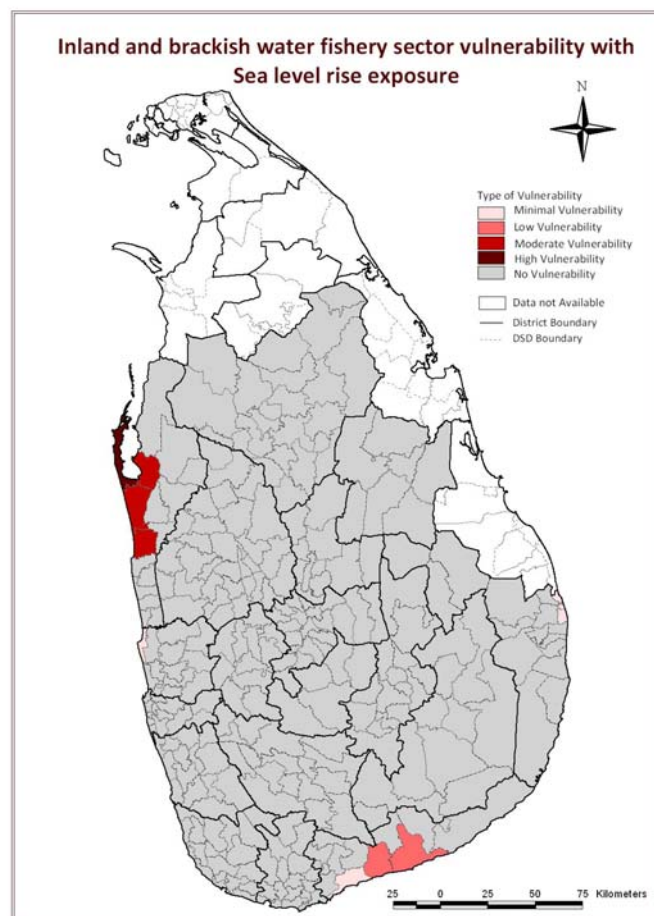 Inland and brackish water fishery sector vulnerability with
Sea level rise exposure
N
Type of Vulnerability
Minimal Vulnerability
Low Vulnerability
Moderate Vulnerability
High Vulnerability
No Vulnerability
Data not Available
District Boundary
DSD Boundary
25 0 25 50 75 Kilometers